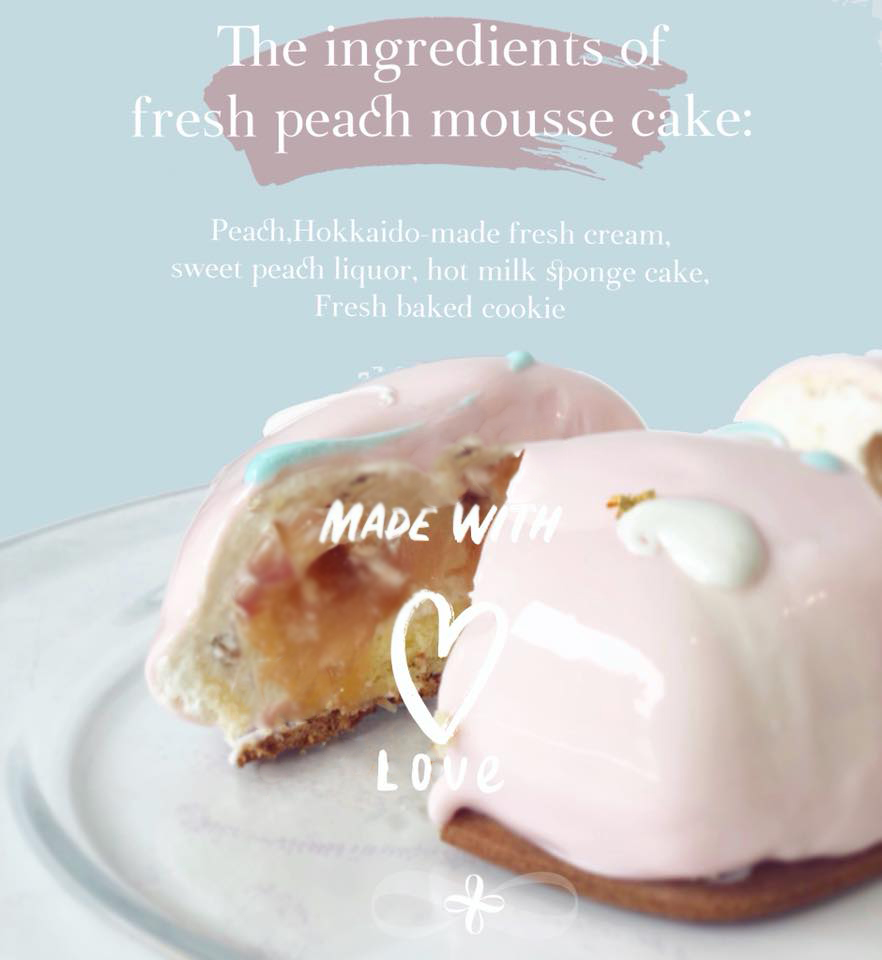 The ingredients of
fresh peach mousse cake:
Peach,Hokkaido-made fresh cream,
sweet peach liquor, hot milk sponge cake,
Fresh baked cookie
MADE WITH
LOVe